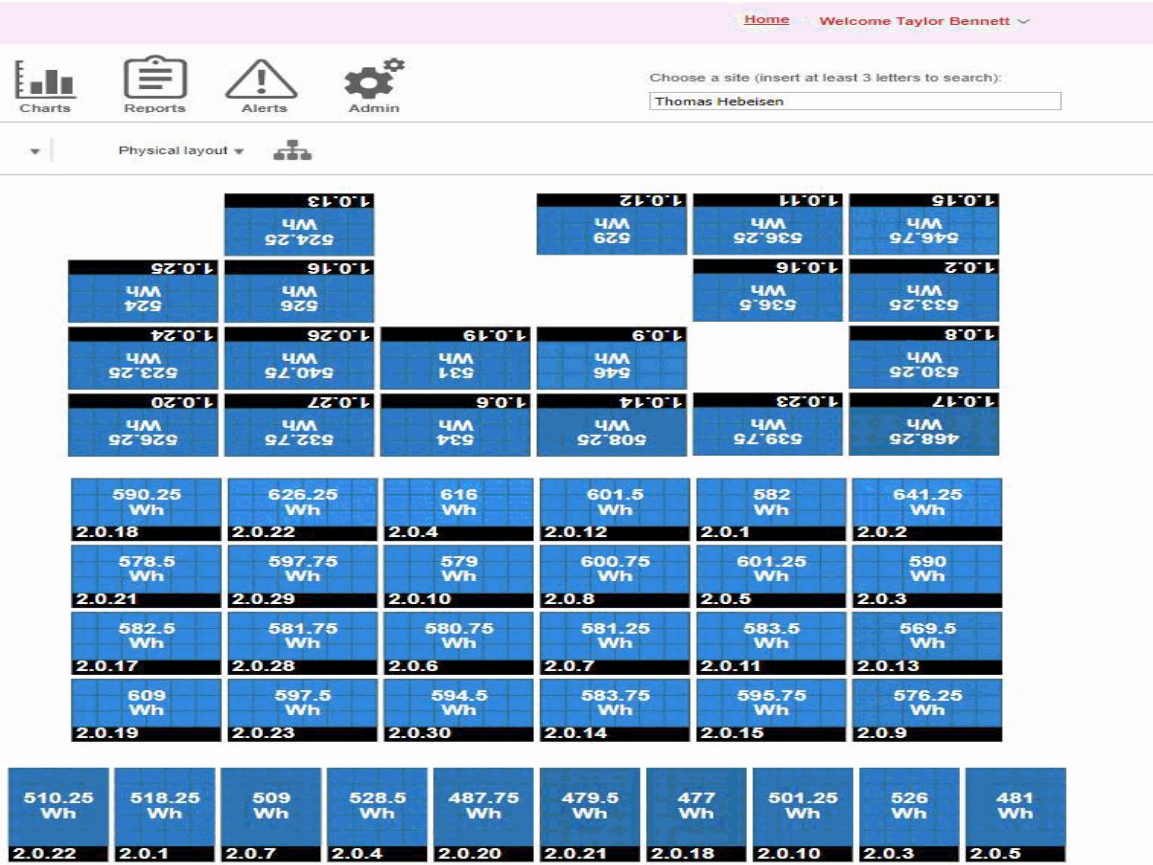 Home Welcome Taylor Bennett
Charts Reports Alerts Admin
Choose a site (insert at least 3 letters to search):
Thomas Hebeisen
Physical layout
1.0.13 1.0.12 1.0.11 1.0.15
Wh Wh Wh Wh
524.25 529 536.25 546.75
1.0.25 1.0.16 1.0.16 1.0.2
Wh Wh Wh Wh
524 526 536.5 533.25
1.0.24 1.0.26 1.0.19 1.0.9 1.0.8
Wh Wh Wh Wh Wh
523.25 540.75 531 546 530.25
1.0.20 1.0.27 1.0.6 1.0.14 1.0.23 1.0.17
Wh Wh Wh Wh Wh Wh
526.25 532.75 534 508.25 539.75 468.25
590.25 626.25 616 601.5 582 641.25
Wh Wh Wh Wh Wh Wh
2.0.18 2.0.22 2.0.4 2.0.12 2.0.1 2.0.2
578.5 597.75 579 600.75 601.25 590
Wh Wh Wh Wh Wh Wh
2.0.21 2.0.29 2.0.10 2.0.8 2.0.5 2.0.3
582.5 581.75 580.75 581.25 583.5 569.5
Wh Wh Wh Wh Wh Wh
2.0.17 2.0.28 2.0.6 2.0.7 2.0.11 2.0.13
609 597.5 594.5 583.75 595.75 576.25
Wh Wh Wh Wh Wh Wh
2.0.19 2.0.23 2.0.30 2.0.14 2.0.15 2.0.9
510.25 518.25 509 528.5 487.75 479.5 477 501.25 526 481
Wh Wh Wh Wh Wh Wh Wh Wh Wh Wh
2.0.22 2.0.1 2.0.7 2.0.4 2.0.20 2.0.21 2.0.18 2.0.10 2.0.3 2.0.5